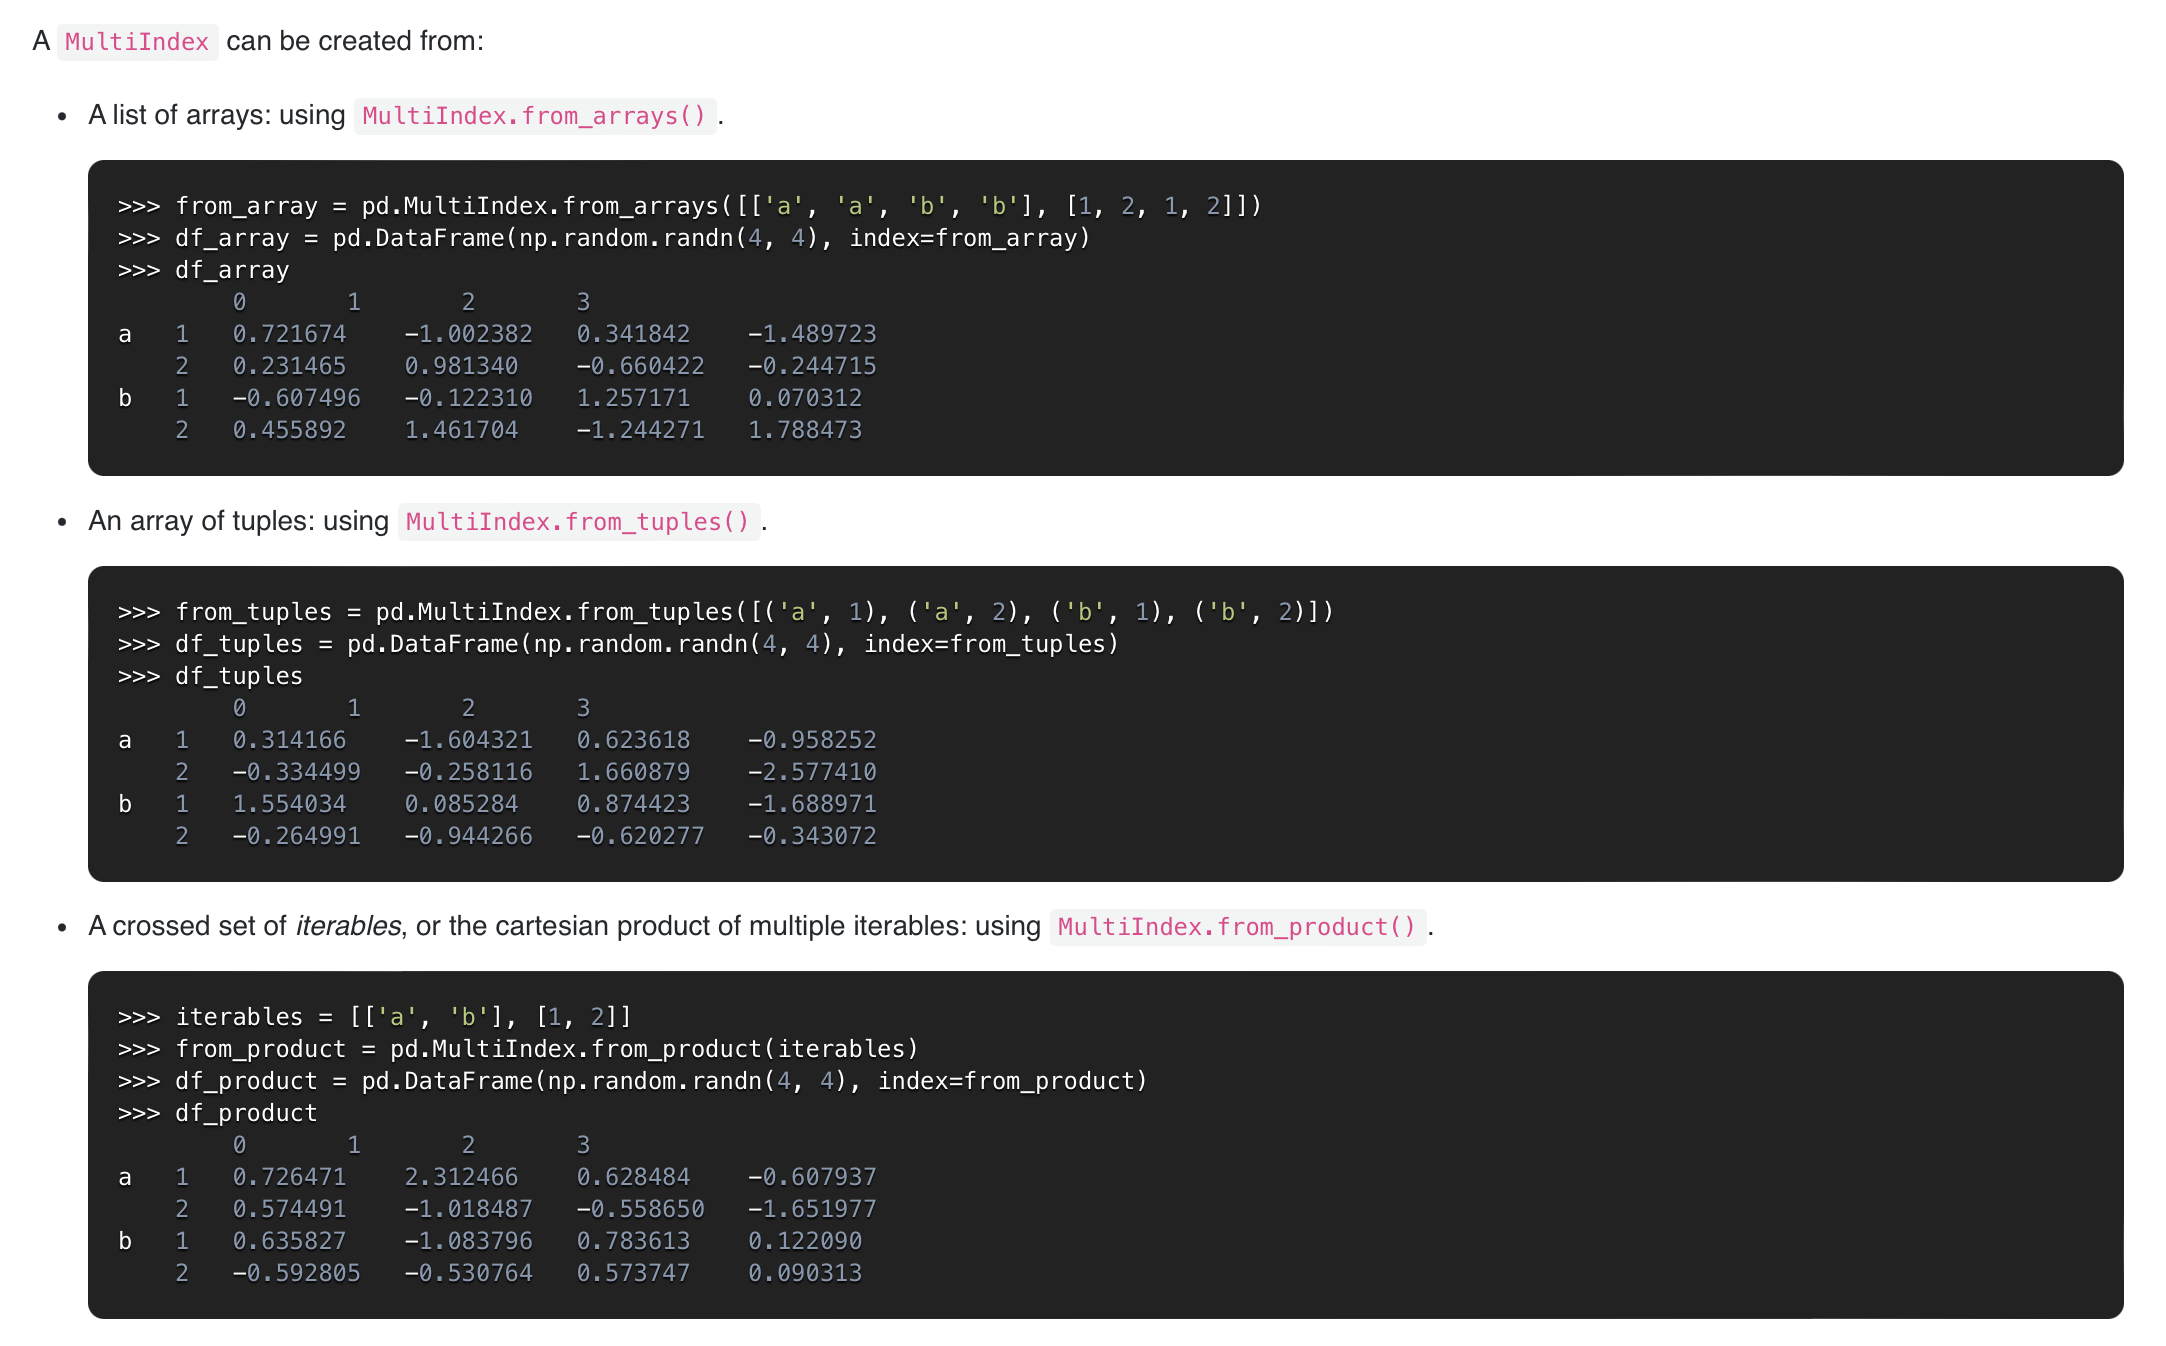 A MultiIndex can be created from:
• A list of arrays: using MultiIndex.from_arrays().
>>> from_array = pd.MultiIndex.from_arrays([['a', 'a', 'b', 'b'], [1, 2, 1, 2]])
>>> df_array = pd.DataFrame(np.random.randn(4, 4), index=from_array)
>>> df_array
        0       1       2       3
a   1   0.721674    -1.002382   0.341842    -1.489723
    2   0.231465    0.981340    -0.660422   -0.244715
b   1   -0.607496   -0.122310   1.257171    0.070312
    2   0.455892    1.461704    -1.244271   1.788473
• An array of tuples: using MultiIndex.from_tuples().
>>> from_tuples = pd.MultiIndex.from_tuples([('a', 1), ('a', 2), ('b', 1), ('b', 2)])
>>> df_tuples = pd.DataFrame(np.random.randn(4, 4), index=from_tuples)
>>> df_tuples
        0       1       2       3
a   1   0.314166    -1.604321   0.623618    -0.958252
    2   -0.334499   -0.258116   1.660879    -2.577410
b   1   1.554034    0.085284    0.874423    -1.688971
    2   -0.264991   -0.944266   -0.620277   -0.343072
• A crossed set of iterables, or the cartesian product of multiple iterables: using MultiIndex.from_product().
>>> iterables = [['a', 'b'], [1, 2]]
>>> from_product = pd.MultiIndex.from_product(iterables)
>>> df_product = pd.DataFrame(np.random.randn(4, 4), index=from_product)
>>> df_product
        0       1       2       3
a   1   0.726471    2.312466    0.628484    -0.607937
    2   0.574491    -1.018487   -0.558650   -1.651977
b   1   0.635827    -1.083796   0.783613    0.122090
    2   -0.592805   -0.530764   0.573747    0.090313